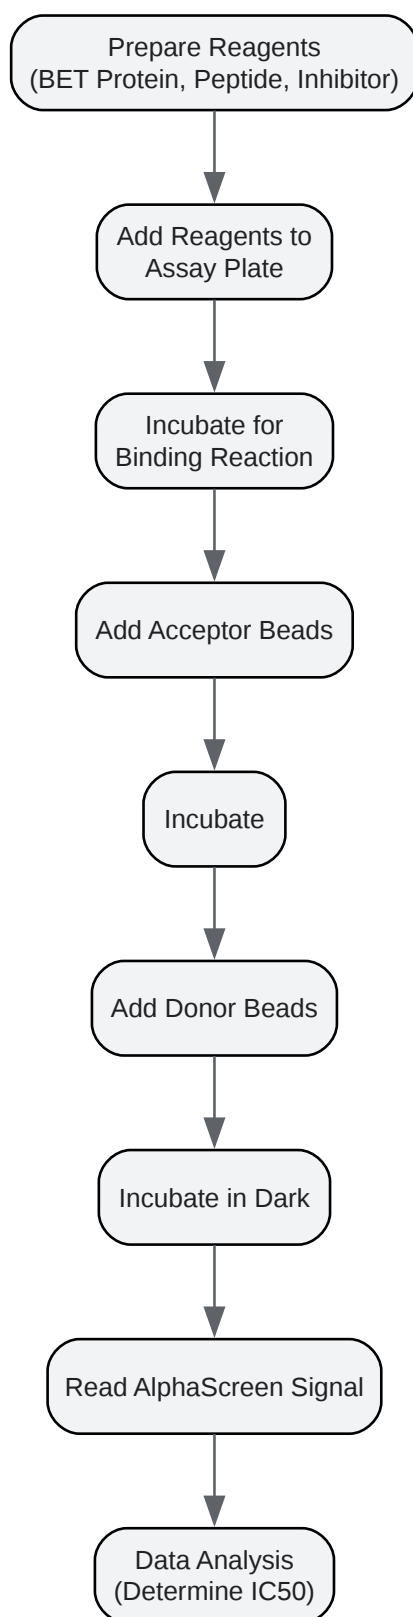 Prepare Reagents
(BET Protein, Peptide, Inhibitor)
Add Reagents to
Assay Plate
Incubate for
Binding Reaction
Add Acceptor Beads
Incubate
Add Donor Beads
Incubate in Dark
Read AlphaScreen Signal
Data Analysis
(Determine IC50)